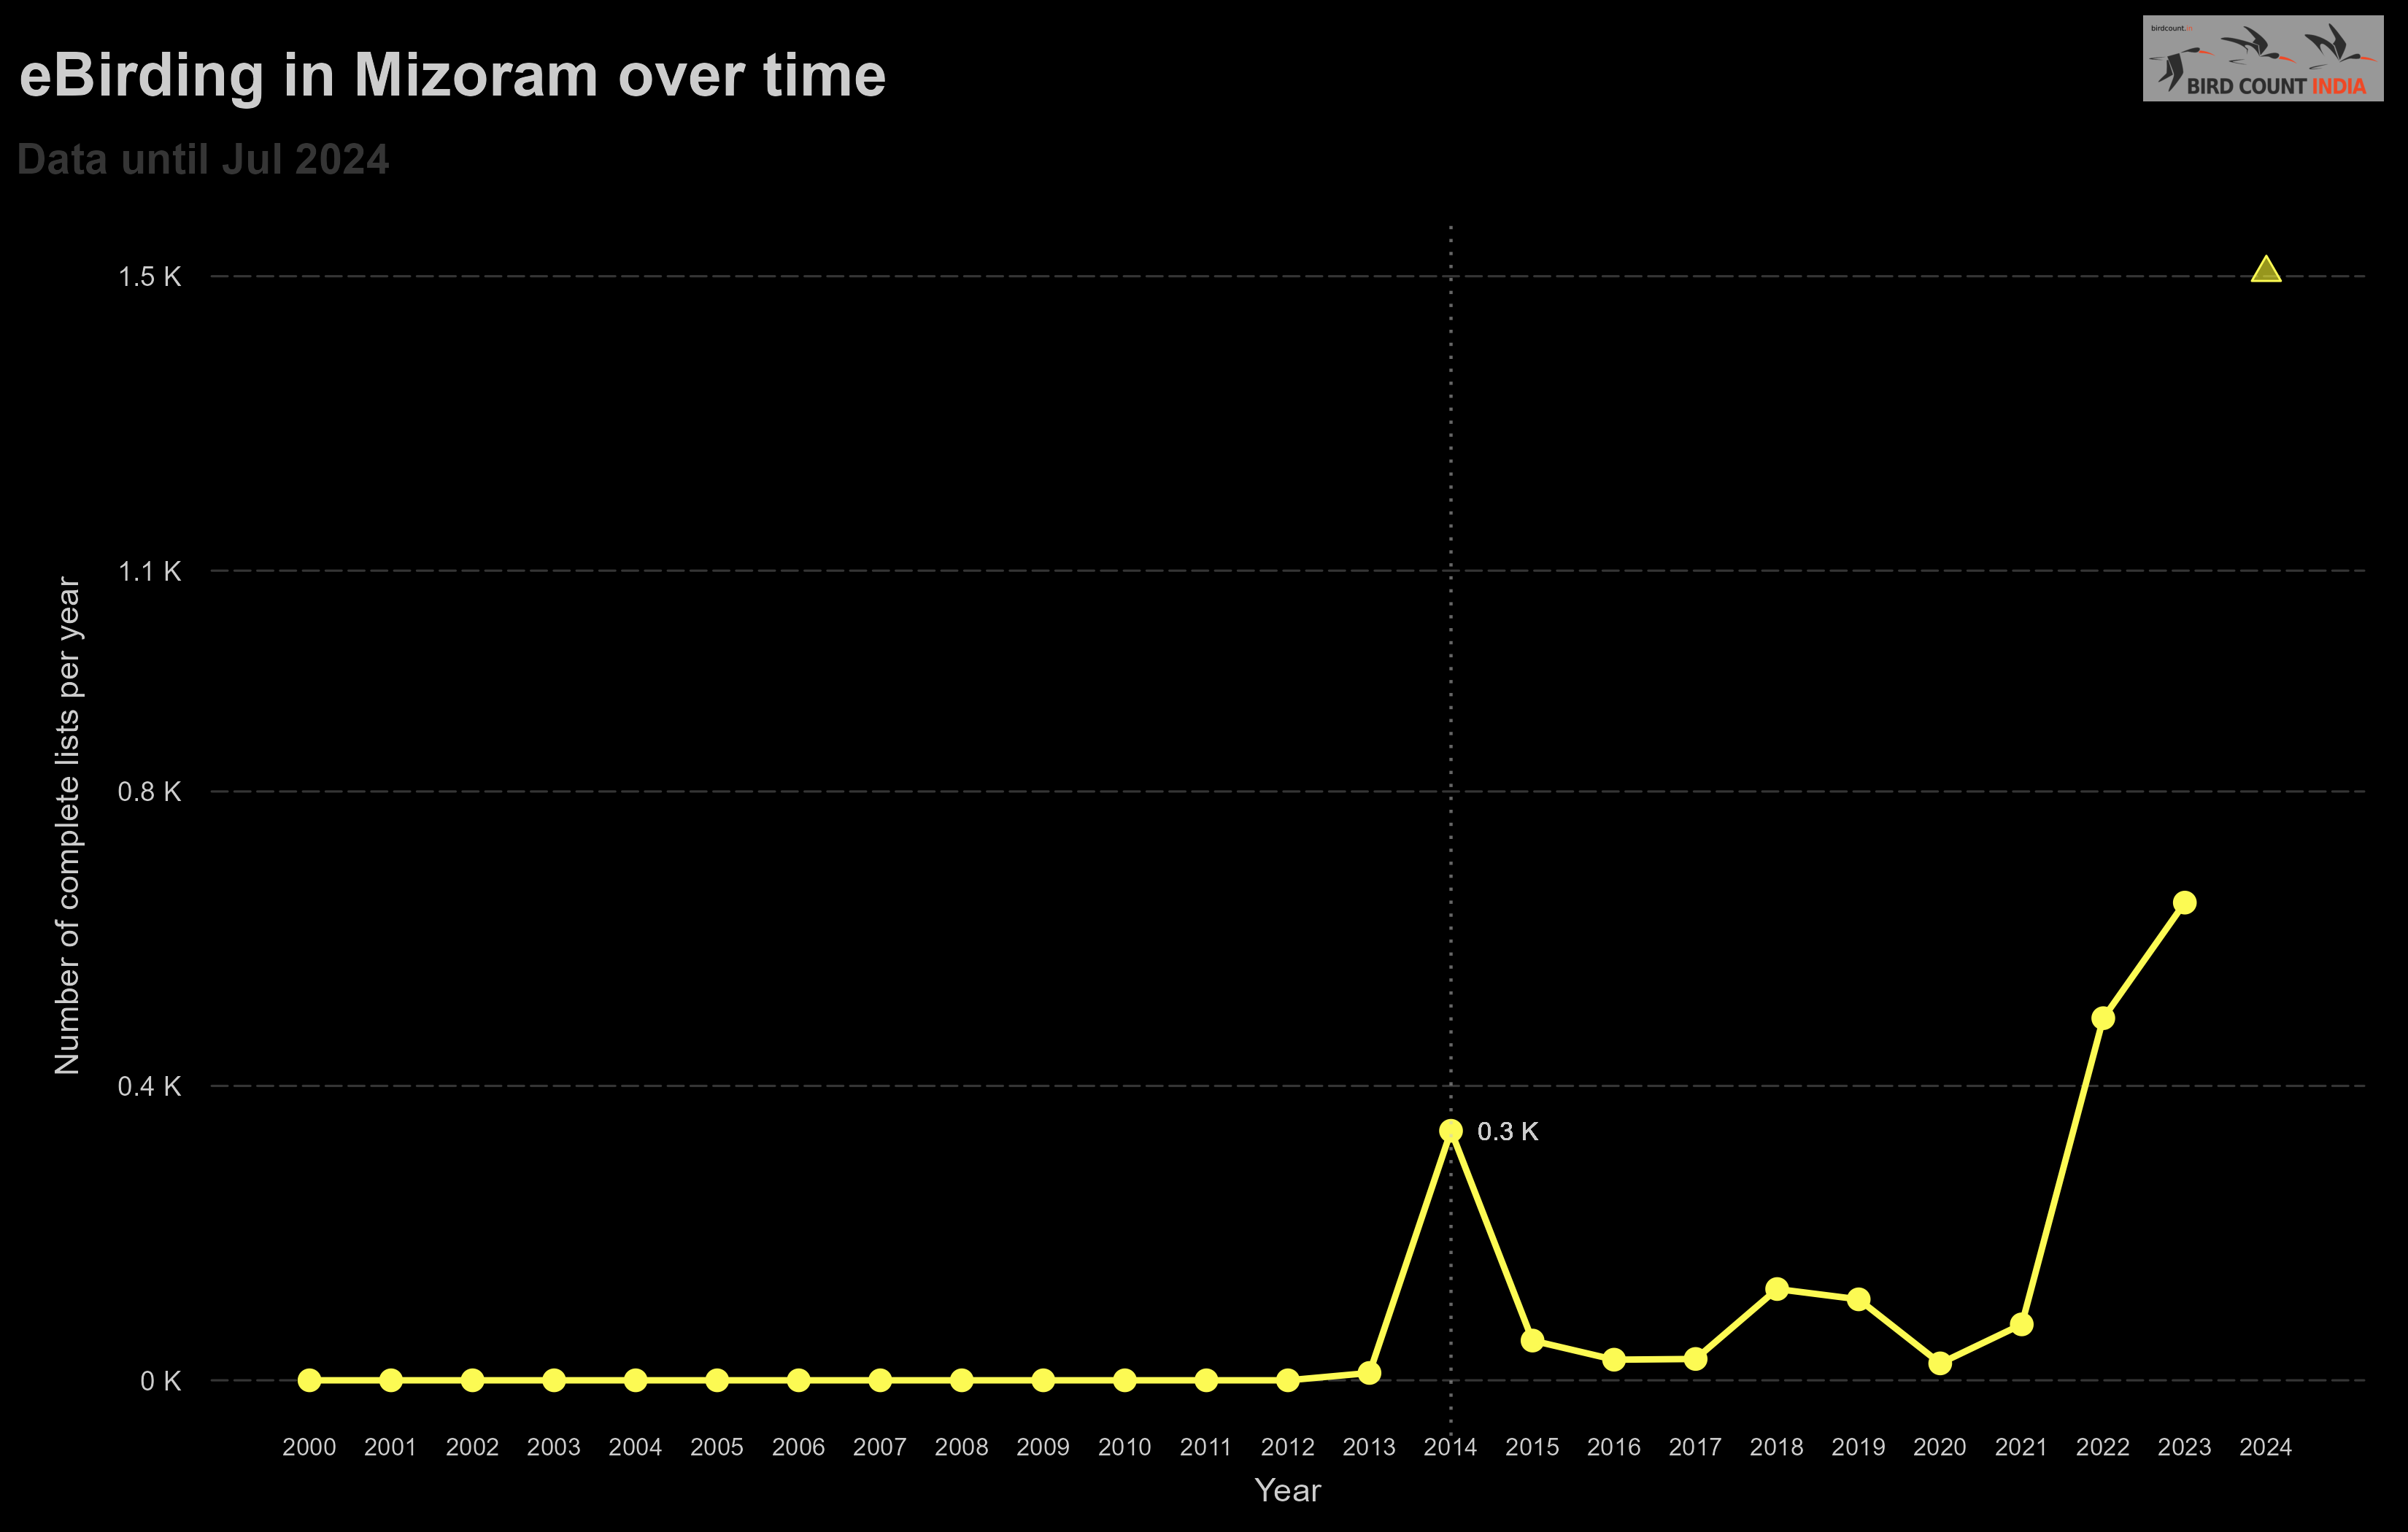 eBirding in Mizoram over time
birdcount.in
BIRD COUNT INDIA
Data until Jul 2024
1.5 K
1.1 K
0.8 K
0.4 K
0 K
Number of complete lists per year
0.3 K
2000 2001 2002 2003 2004 2005 2006 2007 2008 2009 2010 2011 2012 2013 2014 2015 2016 2017 2018 2019 2020 2021 2022 2023 2024
Year